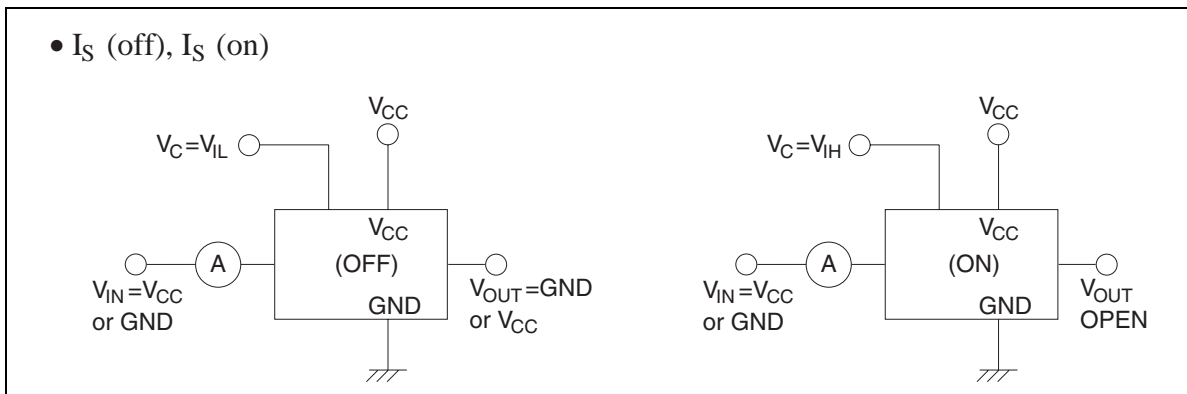 • I_S (off), I_S (on)
V_CC
V_C=V_IL
V_CC
(OFF)
A
V_IN=V_CC
or GND
GND
V_OUT=GND
or V_CC
V_CC
V_C=V_IH
V_CC
(ON)
A
V_IN=V_CC
or GND
GND
V_OUT
OPEN